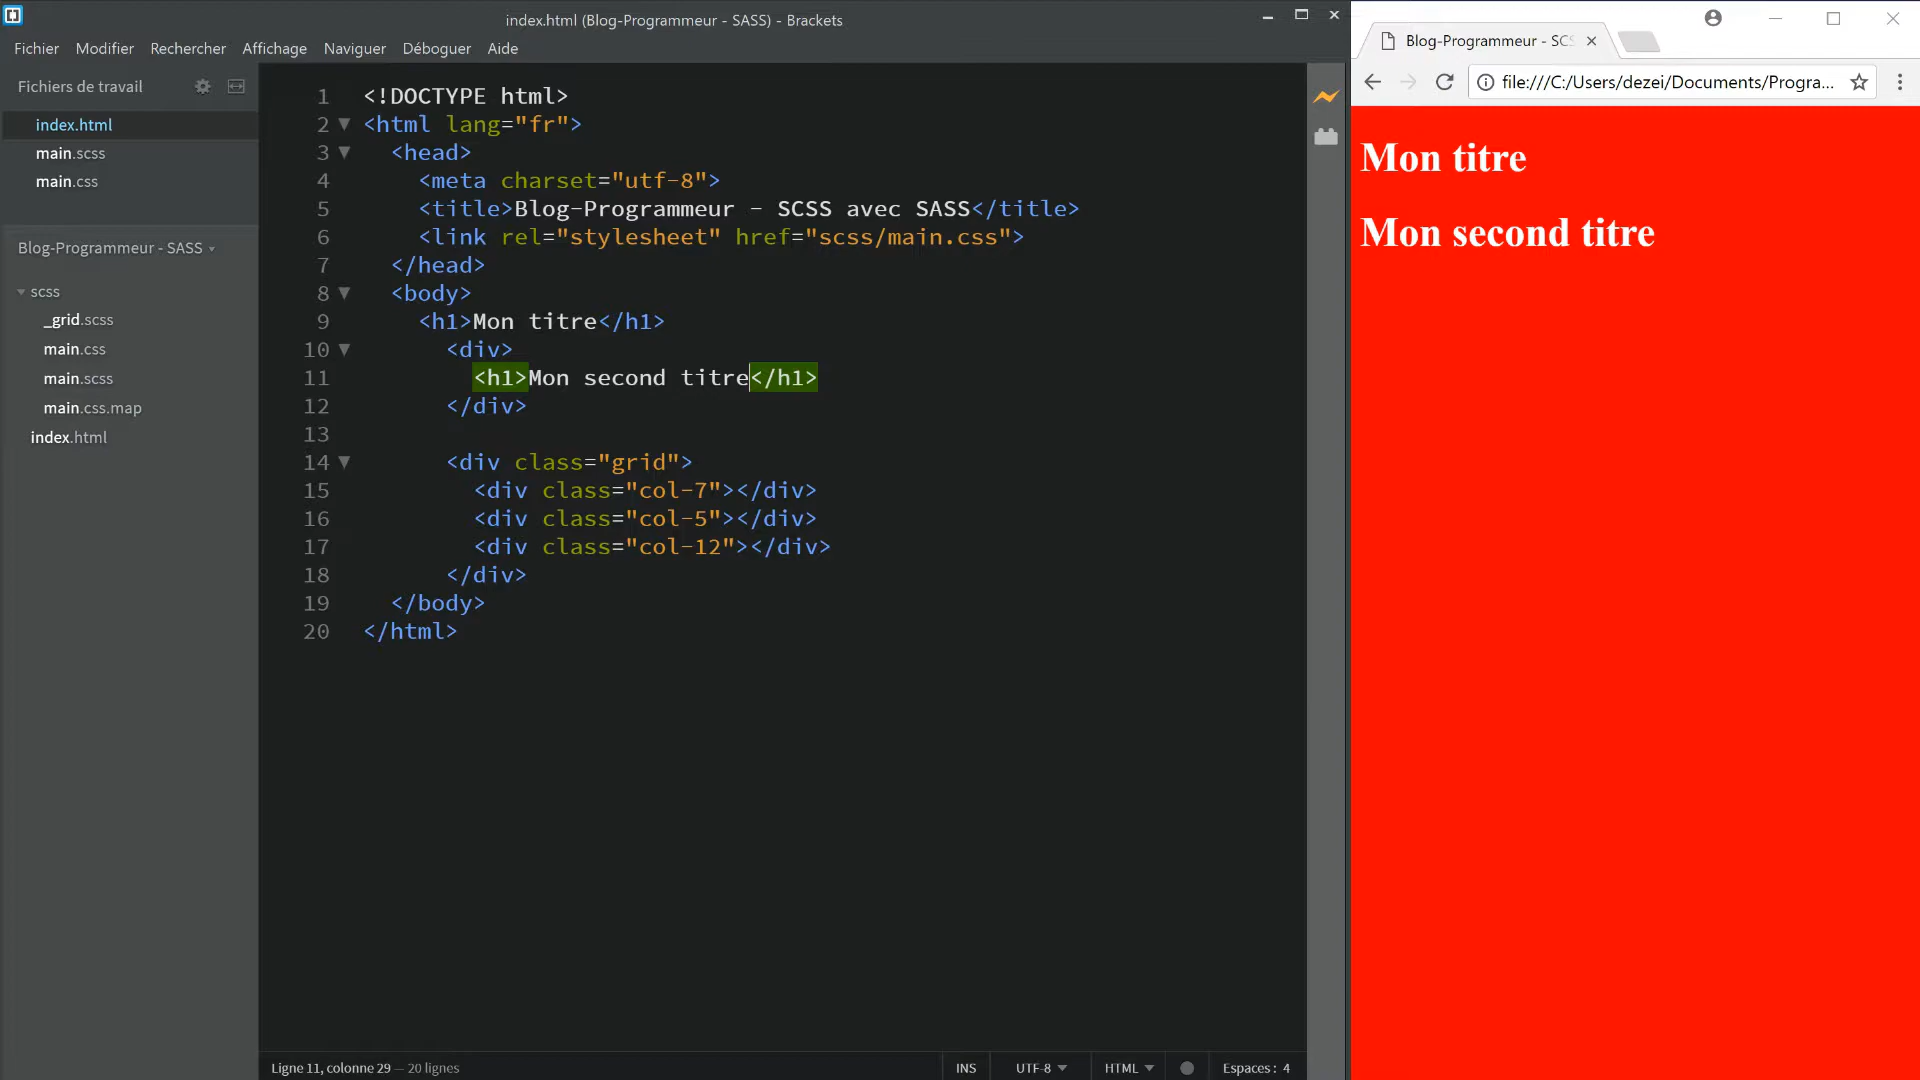 index.html (Blog-Programmeur - SASS) - Brackets
Fichier Modifier Rechercher Affichage Naviguer Déboguer Aide
Fichiers de travail
index.html
main.scss
main.css
Blog-Programmeur - SASS
scss
_grid.scss
main.css
main.scss
main.css.map
index.html
1 <!DOCTYPE html>
2 <html lang="fr">
3 <head>
4 <meta charset="utf-8">
5 <title>Blog-Programmeur - SCSS avec SASS</title>
6 <link rel="stylesheet" href="scss/main.css">
7 </head>
8 <body>
9 <h1>Mon titre</h1>
10 <div>
11 <h1>Mon second titre</h1>
12 </div>
13
14 <div class="grid">
15 <div class="col-7"></div>
16 <div class="col-5"></div>
17 <div class="col-12"></div>
18 </div>
19 </body>
20 </html>
Ligne 11, colonne 29 — 20 lignes
INS UTF-8 HTML Espaces : 4
Blog-Programmeur - SC
file:///C:/Users/dezei/Documents/Progra...
Mon titre
Mon second titre